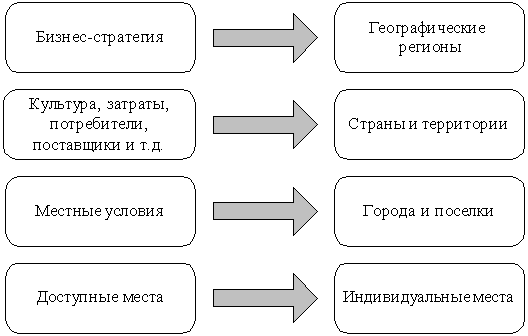 Бизнес-стратегия
Географические
регионы
Культура, затраты,
потребители,
поставщики и т.д.
Страны и территории
Местные условия
Города и поселки
Доступные места
Индивидуальные места